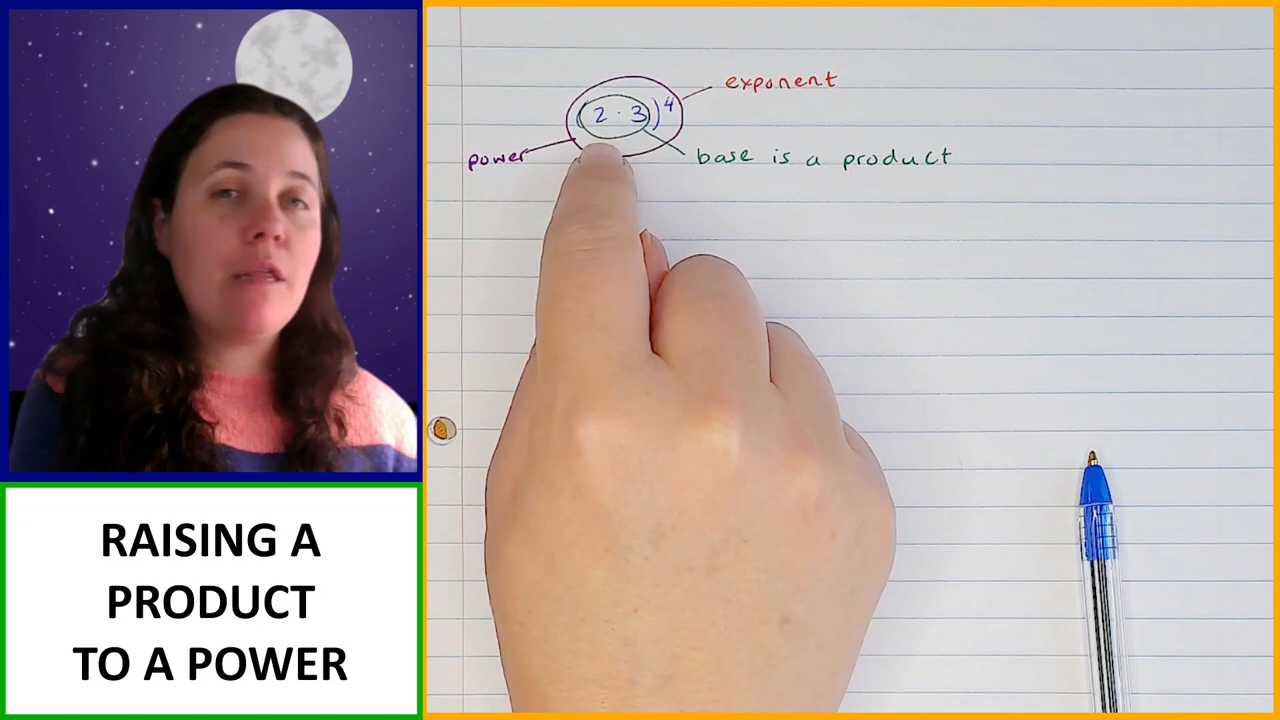 exponent
(2 · 3)⁴
power
base is a product
RAISING A
PRODUCT
TO A POWER